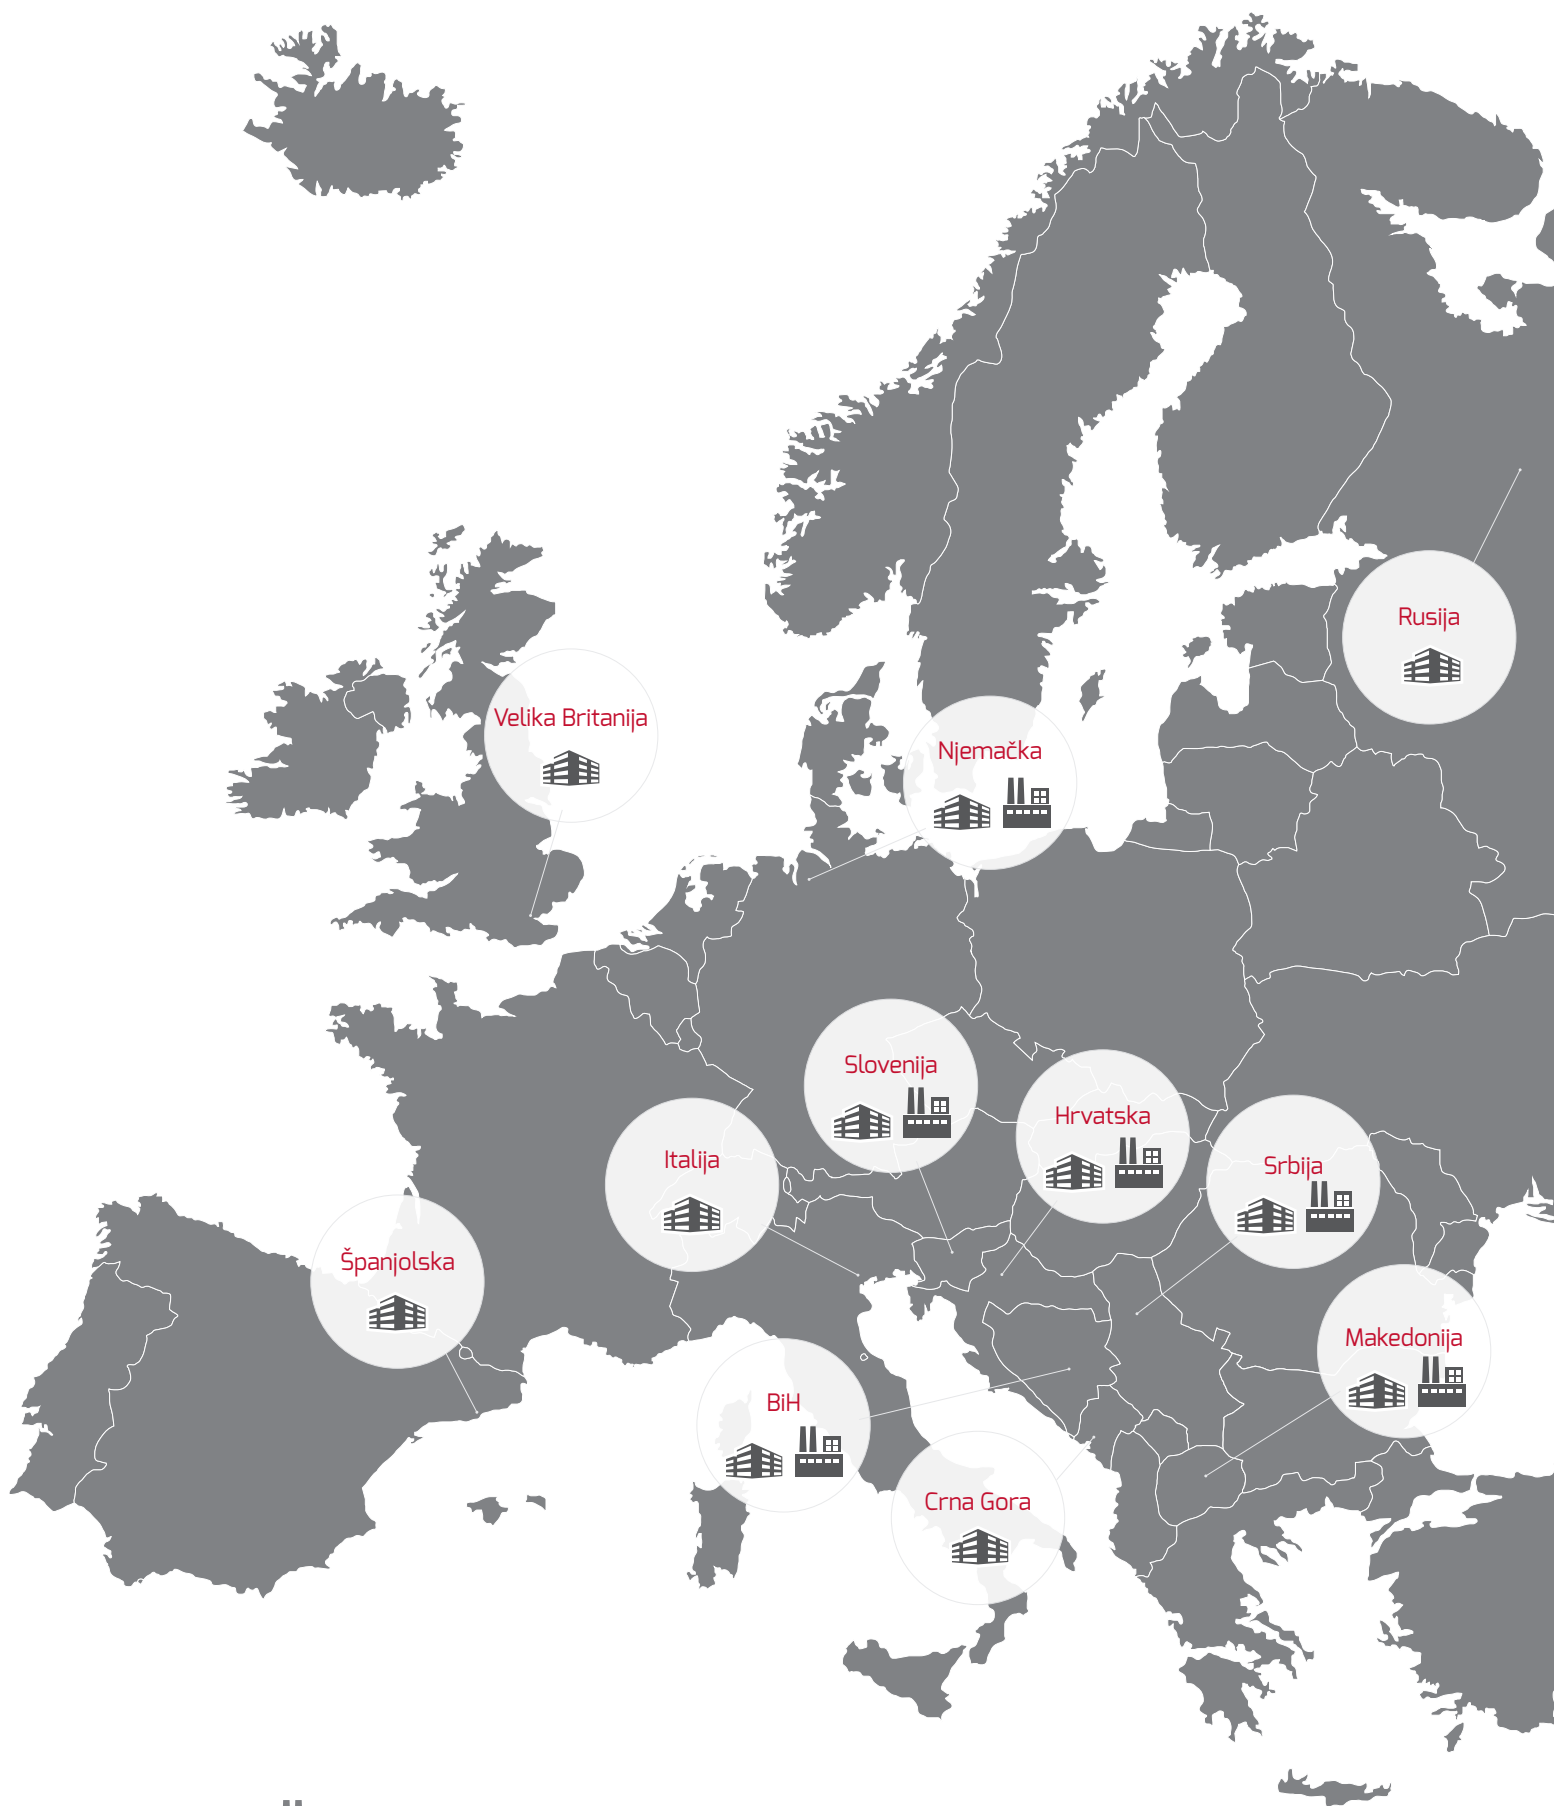 Rusija
Velika Britanija
Njemačka
Slovenija
Hrvatska
Italija
Srbija
Španjolska
Makedonija
BiH
Crna Gora